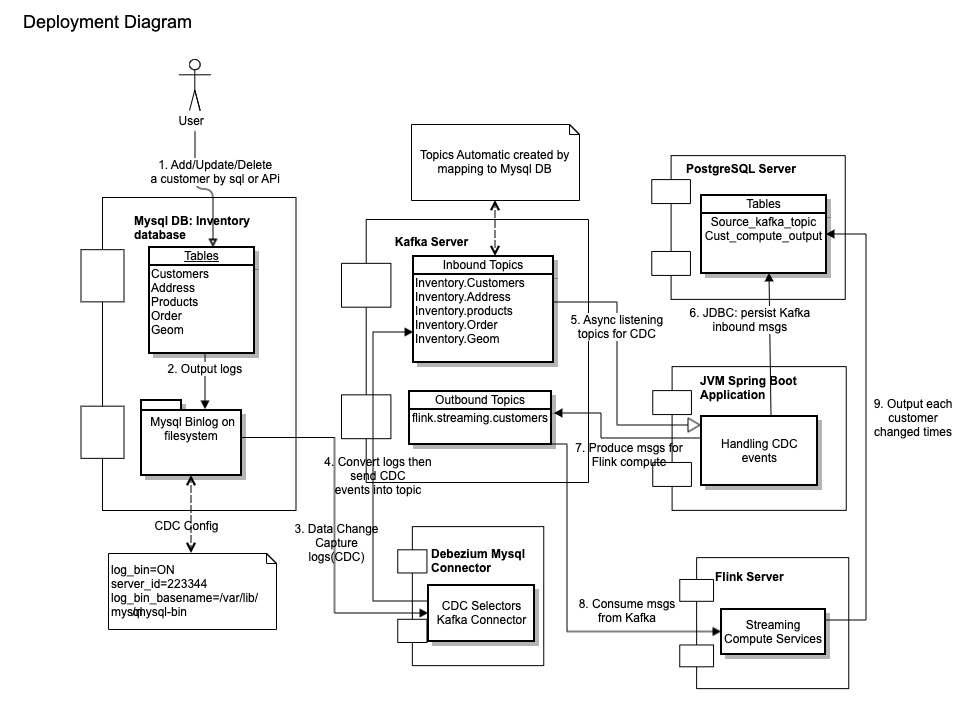 Deployment Diagram
User
1. Add/Update/Delete
a customer by sql or APi
Mysql DB: Inventory
database
Tables
Customers
Address
Products
Order
Geom
2. Output logs
Mysql Binlog on
filesystem
CDC Config
log_bin=ON
server_id=223344
log_bin_basename=/var/lib/
mysql/mysql-bin
Topics Automatic created by
mapping to Mysql DB
Kafka Server
Inbound Topics
Inventory.Customers
Inventory.Address
Inventory.products
Inventory.Order
Inventory.Geom
Outbound Topics
flink.streaming.customers
4. Convert logs then
send CDC
events into topic
3. Data Change
Capture
logs(CDC)
Debezium Mysql
Connector
CDC Selectors
Kafka Connector
5. Async listening
topics for CDC
PostgreSQL Server
Tables
Source_kafka_topic
Cust_compute_output
6. JDBC: persist Kafka
inbound msgs
JVM Spring Boot
Application
Handling CDC
events
7. Produce msgs for
Flink compute
8. Consume msgs
from Kafka
Flink Server
Streaming
Compute Services
9. Output each
customer
changed times